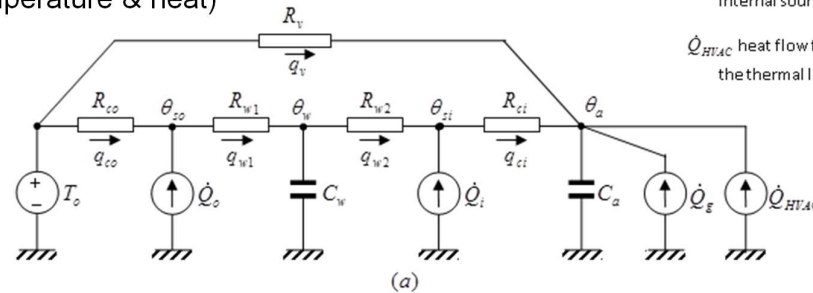 perature & heat)
Internal sour
Q̇_HVAC heat flow f
the thermal l
R_v
q_v
R_co θ_so R_w1 θ_w R_w2 θ_si R_ci θ_a
q_co q_w1 q_w2 q_ci
+ − T_o Q̇_o C_w Q̇_i C_a Q̇_g Q̇_HVAC
(a)